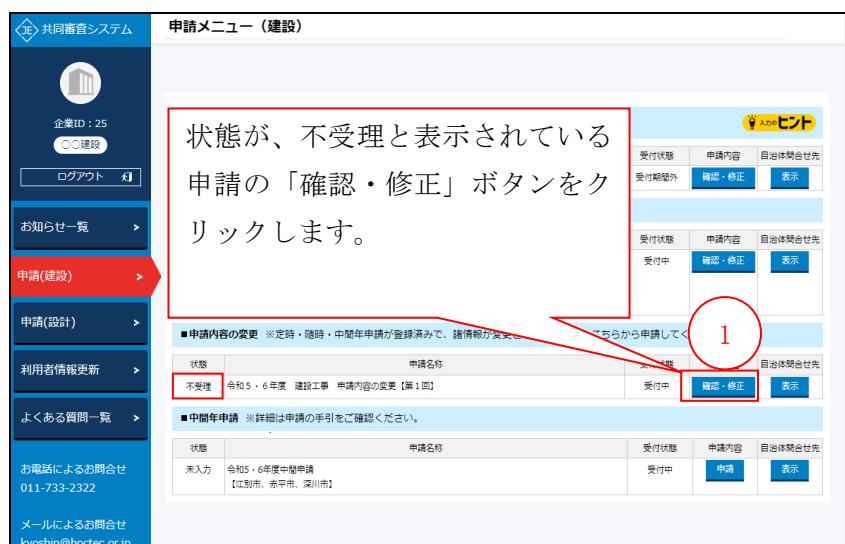 JE 共同審査システム
申請メニュー（建設）
企業ID：25
〇〇建設
ログアウト
お知らせ一覧 >
申請(建設) >
申請(設計) >
利用者情報更新 >
よくある質問一覧 >
お電話によるお問合せ
011-733-2322
メールによるお問合せ
kyoshin@hoctec.or.jp
状態が、不受理と表示されている
申請の「確認・修正」ボタンをク
リックします。
入力のヒント
受付状態 申請内容 自治体問合せ先
受付期間外 確認・修正 表示
受付状態 申請内容 自治体問合せ先
受付中 確認・修正 表示
■申請内容の変更 ※定時・随時・中間年申請が登録済みで、諸情報が変更と こちらから申請してく
1
状態 申請名称 自治体問合せ先
不受理 令和5・6年度 建設工事 申請内容の変更【第1回】 受付中 確認・修正 表示
■中間年申請 ※詳細は申請の手引をご確認ください。
状態 申請名称 受付状態 申請内容 自治体問合せ先
未入力 令和5・6年度中間申請 受付中 申請 表示
【江別市、赤平市、深川市】